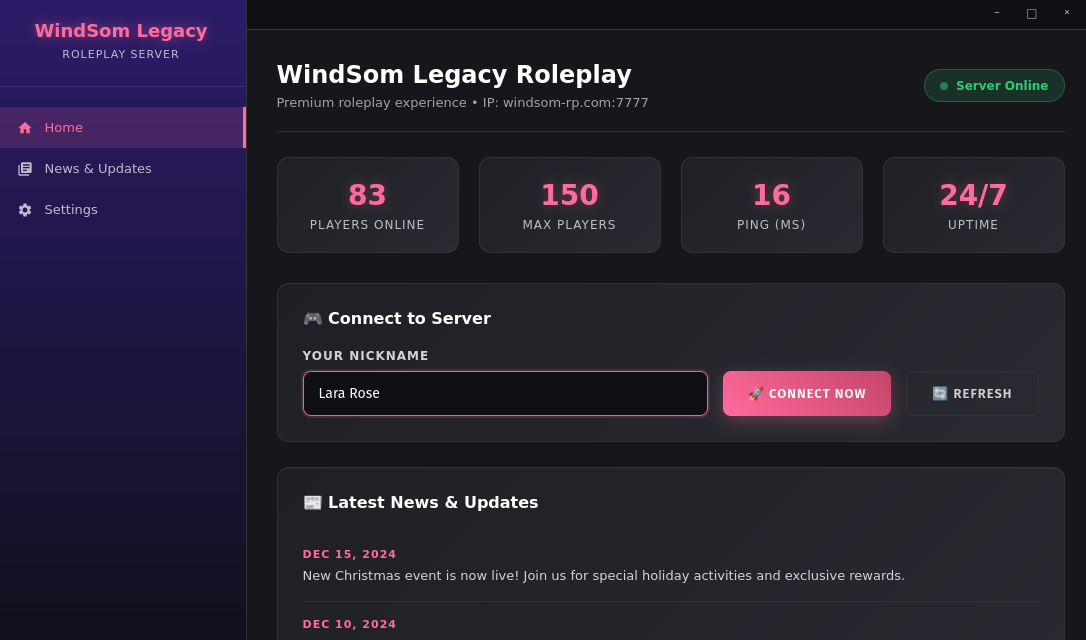 WindSom Legacy
ROLEPLAY SERVER
Home
News & Updates
Settings
WindSom Legacy Roleplay
Premium roleplay experience • IP: windsom-rp.com:7777
Server Online
83
PLAYERS ONLINE
150
MAX PLAYERS
16
PING (MS)
24/7
UPTIME
🎮 Connect to Server
YOUR NICKNAME
Lara Rose
🚀 CONNECT NOW
🔄 REFRESH
📰 Latest News & Updates
DEC 15, 2024
New Christmas event is now live! Join us for special holiday activities and exclusive rewards.
DEC 10, 2024